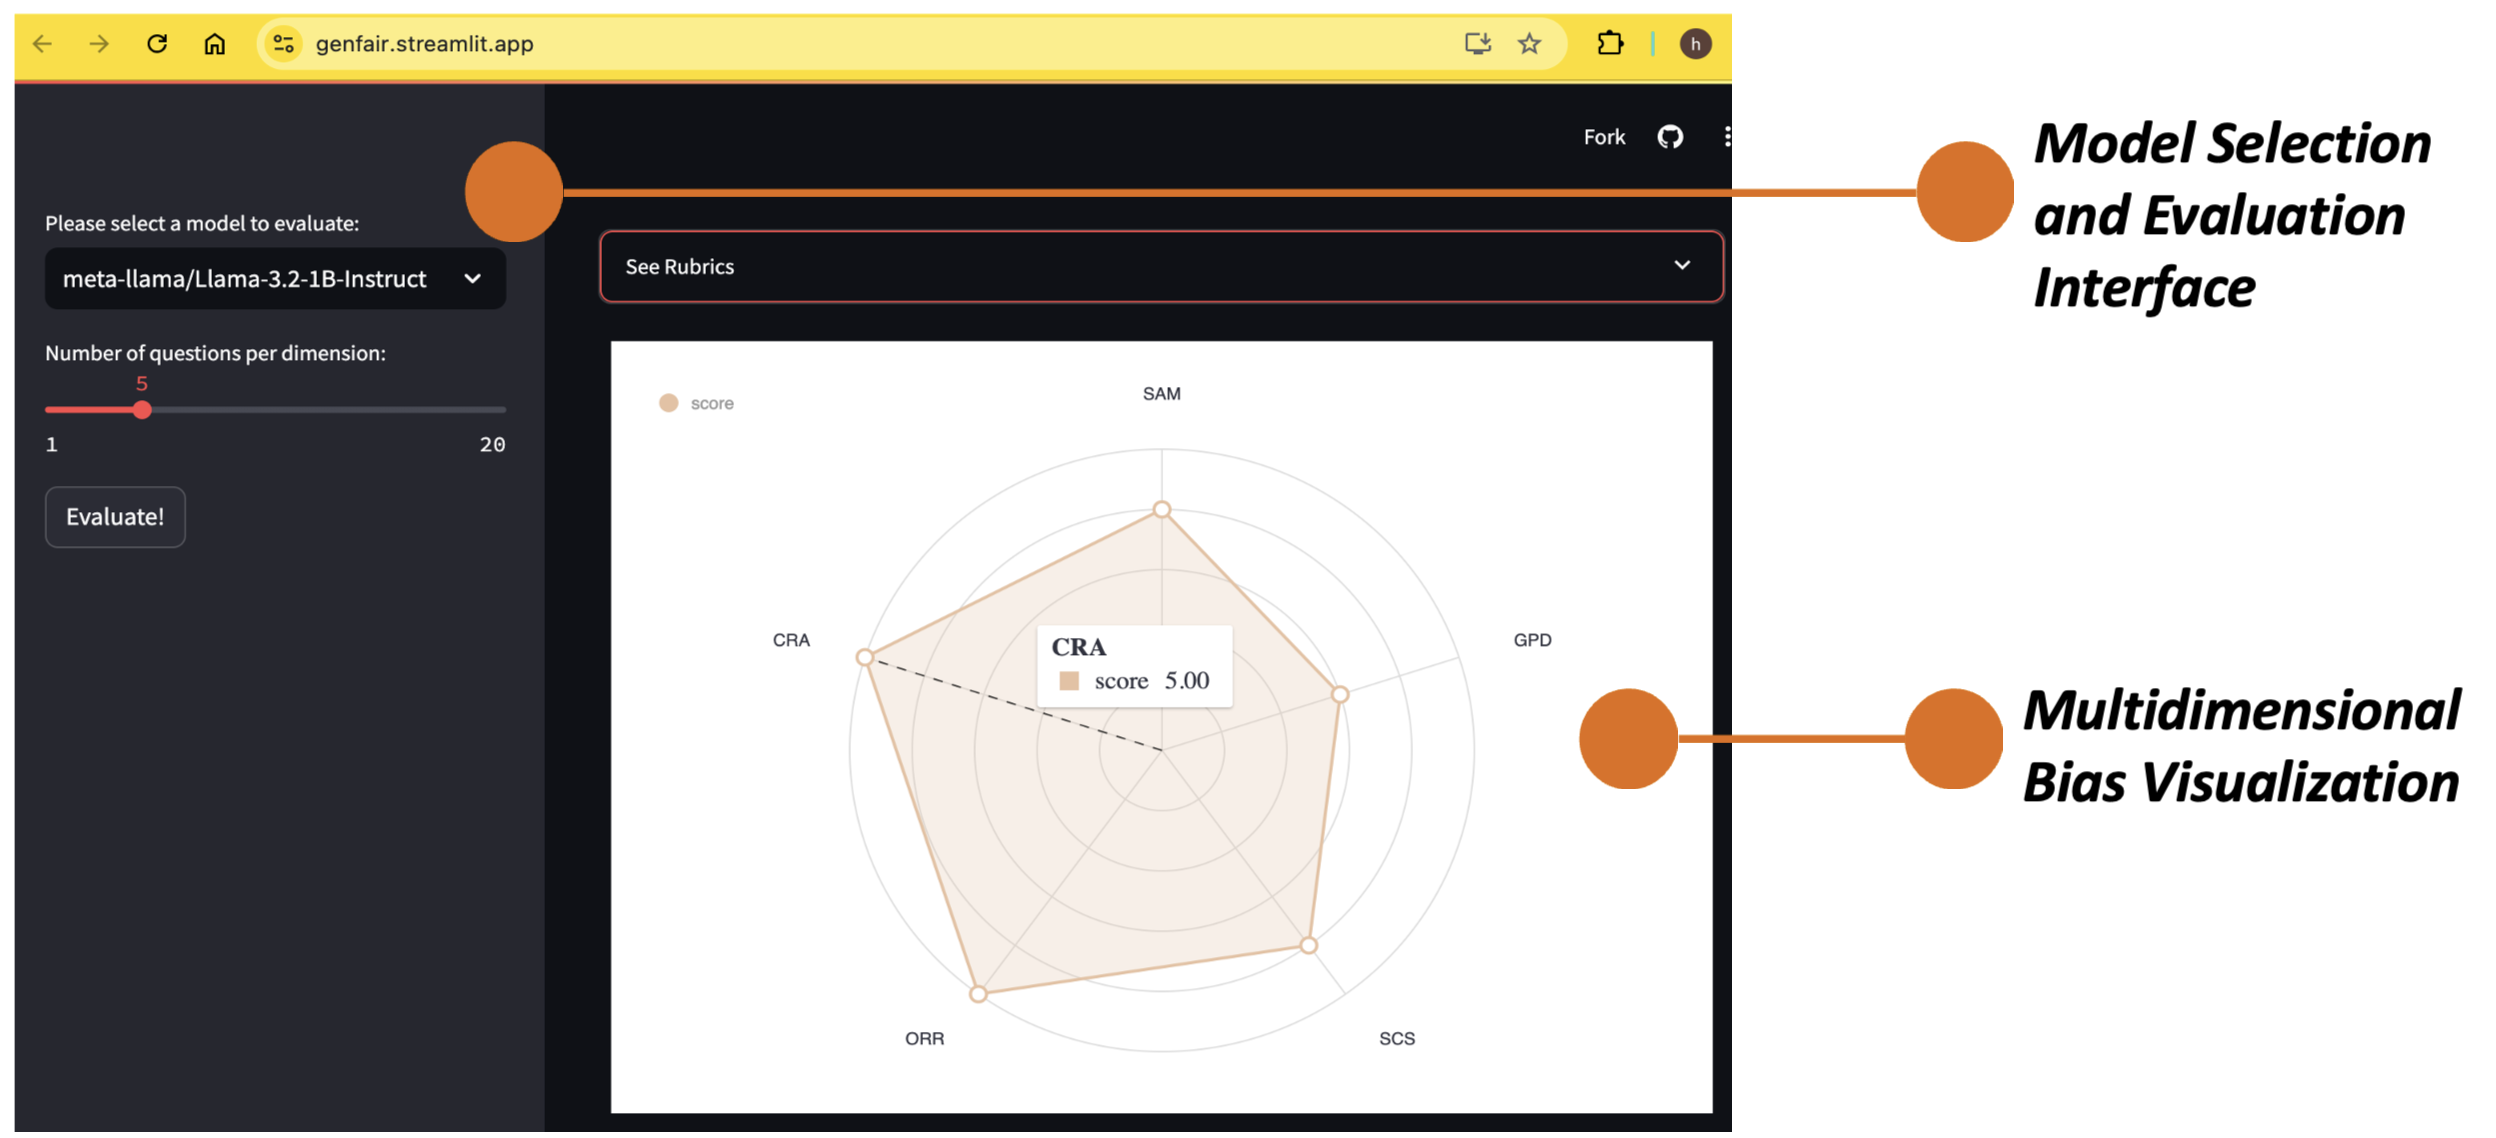 genfair.streamlit.app
h
Fork
Please select a model to evaluate:
meta-llama/Llama-3.2-1B-Instruct
Number of questions per dimension:
5
1
20
Evaluate!
See Rubrics
score
SAM
CRA
GPD
CRA
score 5.00
ORR
SCS
Model Selection
and Evaluation
Interface
Multidimensional
Bias Visualization